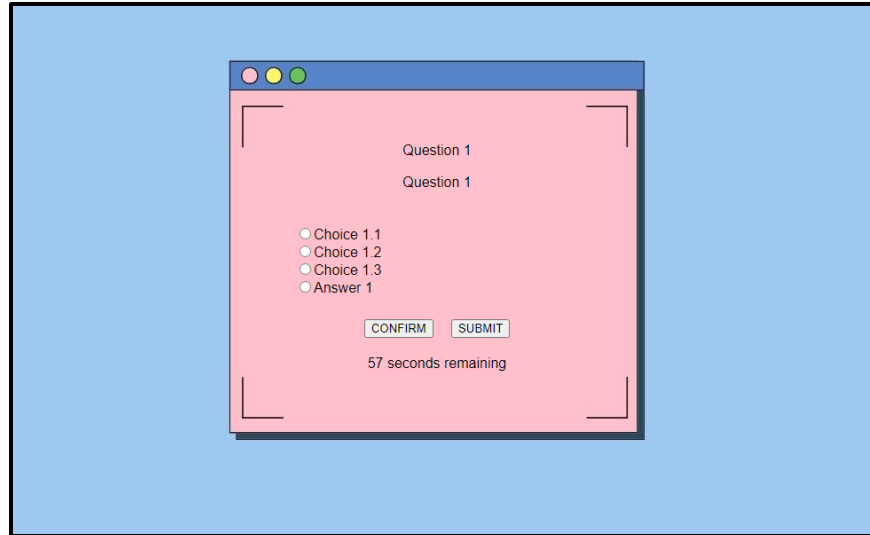 Question 1
Question 1
Choice 1.1
Choice 1.2
Choice 1.3
Answer 1
CONFIRM SUBMIT
57 seconds remaining